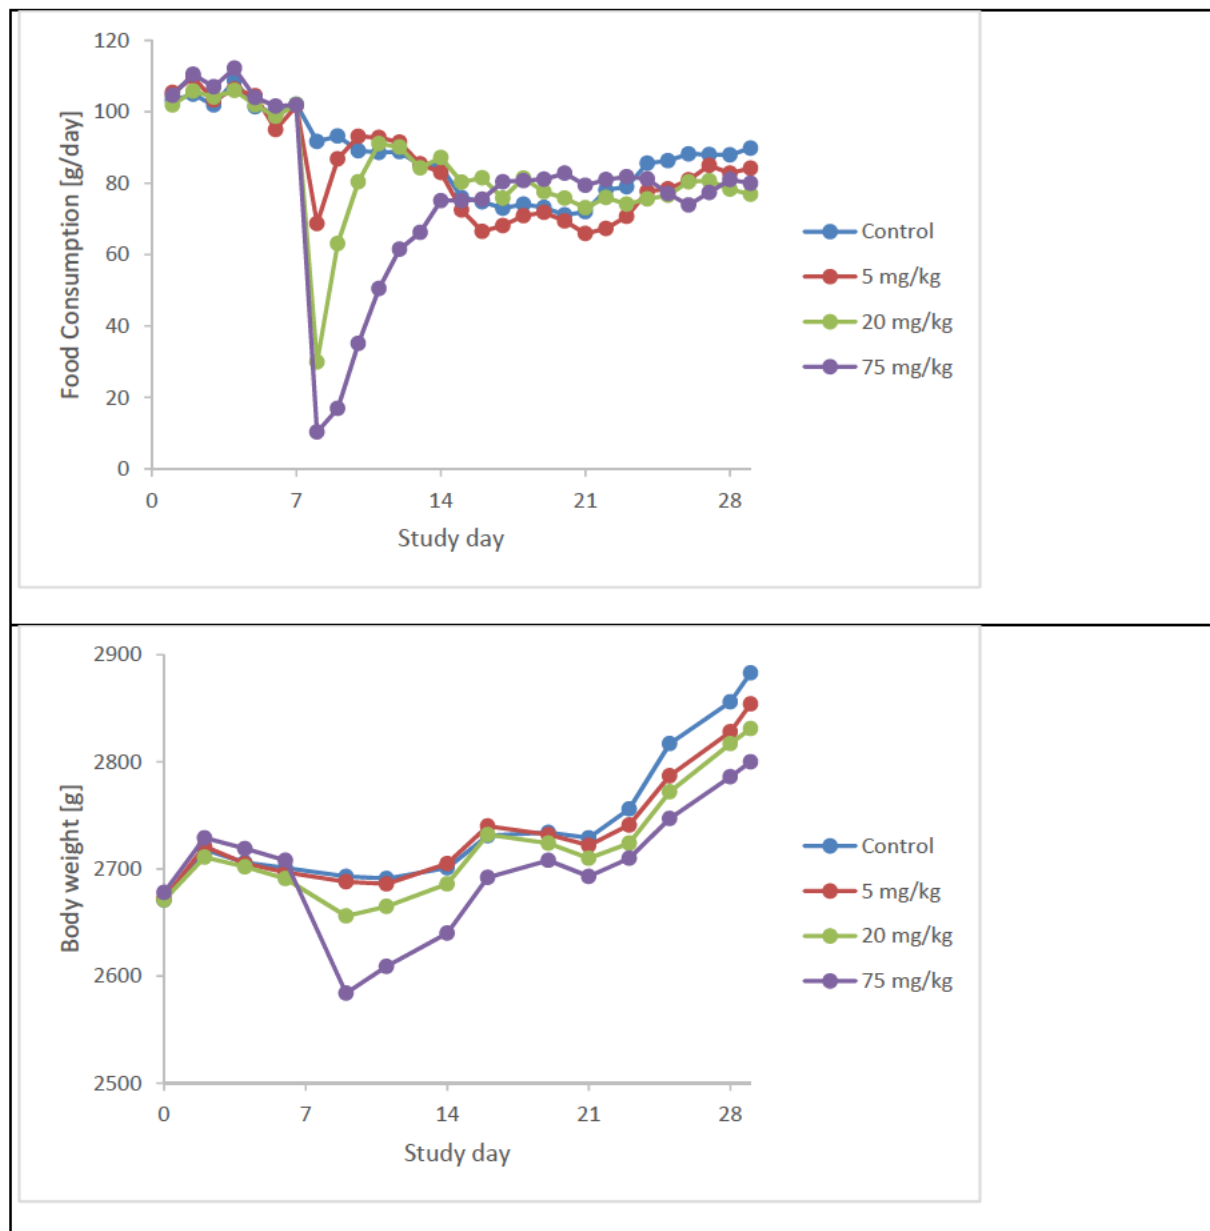 120
100
80
60
40
20
0
Food Consumption [g/day]
0 7 14 21 28
Study day
Control
5 mg/kg
20 mg/kg
75 mg/kg
2900
2800
2700
2600
2500
Body weight [g]
0 7 14 21 28
Study day
Control
5 mg/kg
20 mg/kg
75 mg/kg